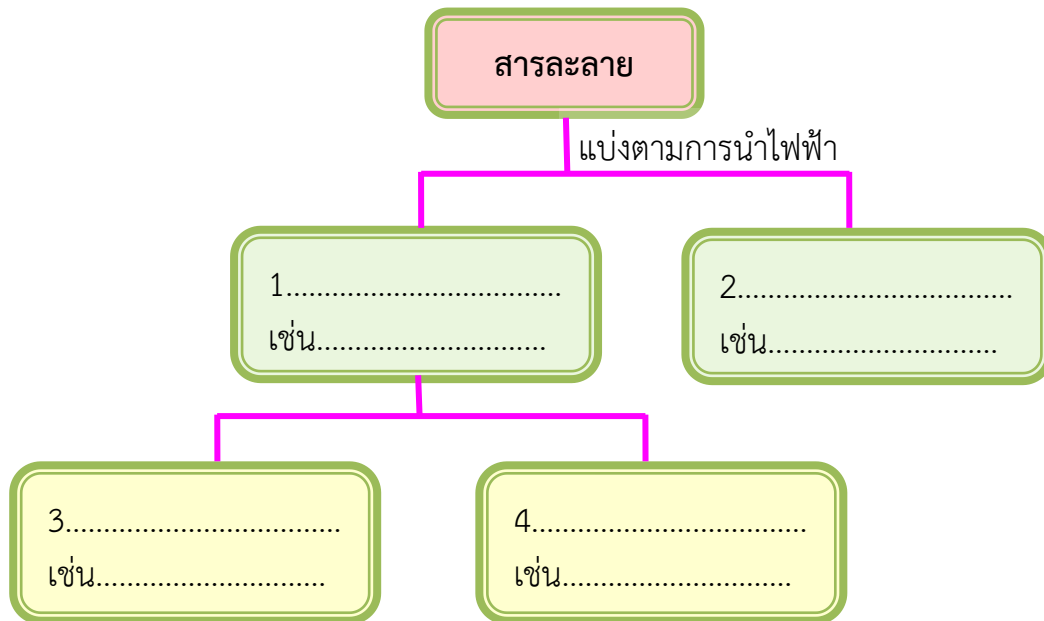 สารละลาย
แบ่งตามการนำไฟฟ้า
1...................................
เช่น.............................
2...................................
เช่น.............................
3...................................
เช่น.............................
4...................................
เช่น.............................